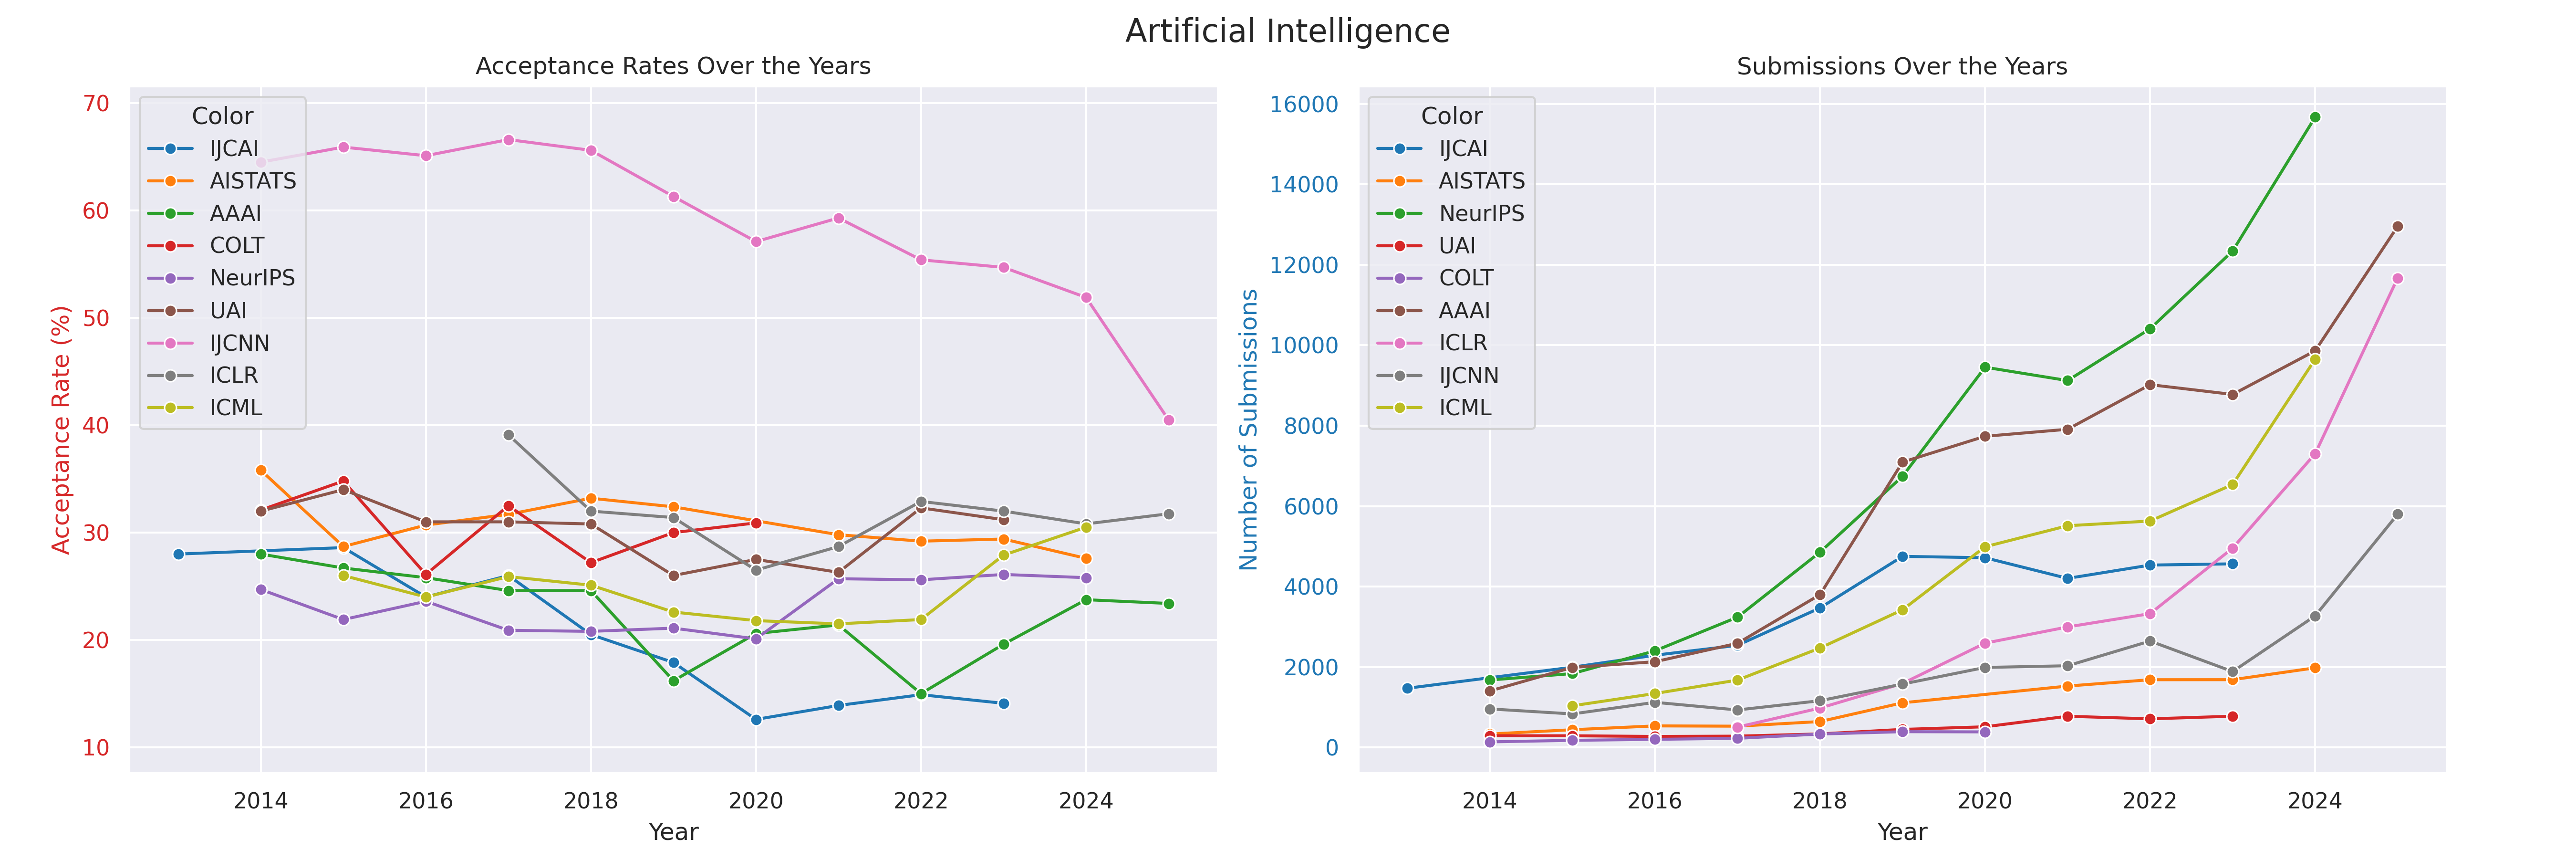 Artificial Intelligence
Acceptance Rates Over the Years
70
60
50
40
30
20
10
Acceptance Rate (%)
Color
IJCAI
AISTATS
AAAI
COLT
NeurIPS
UAI
IJCNN
ICLR
ICML
2014 2016 2018 2020 2022 2024
Year
Submissions Over the Years
16000
14000
12000
10000
8000
6000
4000
2000
0
Number of Submissions
Color
IJCAI
AISTATS
NeurIPS
UAI
COLT
AAAI
ICLR
IJCNN
ICML
2014 2016 2018 2020 2022 2024
Year